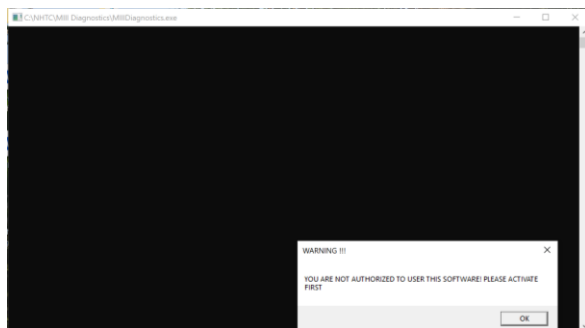 C:\NHTC\Mill Diagnostics\MillDiagnostics.exe
WARNING !!!
YOU ARE NOT AUTHORIZED TO USER THIS SOFTWARE! PLEASE ACTIVATE
FIRST
OK